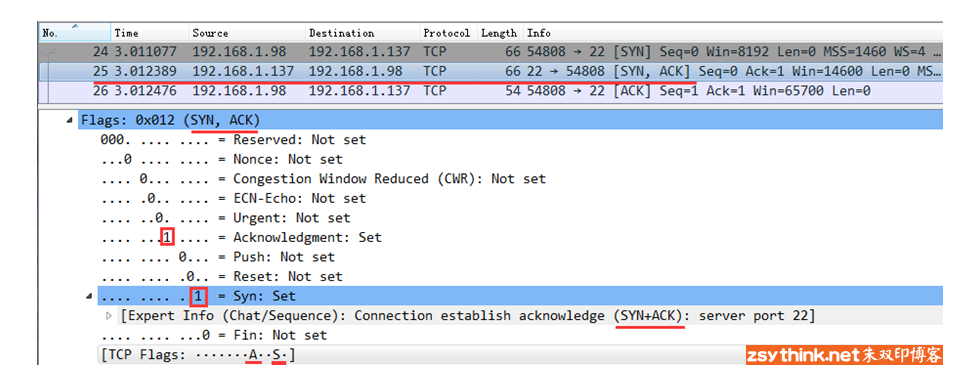 No. Time Source Destination Protocol Length Info
24 3.011077 192.168.1.98 192.168.1.137 TCP 66 54808 → 22 [SYN] Seq=0 Win=8192 Len=0 MSS=1460 WS=4 …
25 3.012389 192.168.1.137 192.168.1.98 TCP 66 22 → 54808 [SYN, ACK] Seq=0 Ack=1 Win=14600 Len=0 MS…
26 3.012476 192.168.1.98 192.168.1.137 TCP 54 54808 → 22 [ACK] Seq=1 Ack=1 Win=65700 Len=0
Flags: 0x012 (SYN, ACK)
000. .... .... = Reserved: Not set
...0 .... .... = Nonce: Not set
.... 0... .... = Congestion Window Reduced (CWR): Not set
.... .0.. .... = ECN-Echo: Not set
.... ..0. .... = Urgent: Not set
.... ...1 .... = Acknowledgment: Set
.... .... 0... = Push: Not set
.... .... .0.. = Reset: Not set
.... .... ..1. = Syn: Set
[Expert Info (Chat/Sequence): Connection establish acknowledge (SYN+ACK): server port 22]
.... .... ...0 = Fin: Not set
[TCP Flags: ·······A··S·]
zsythink.net朱双印博客